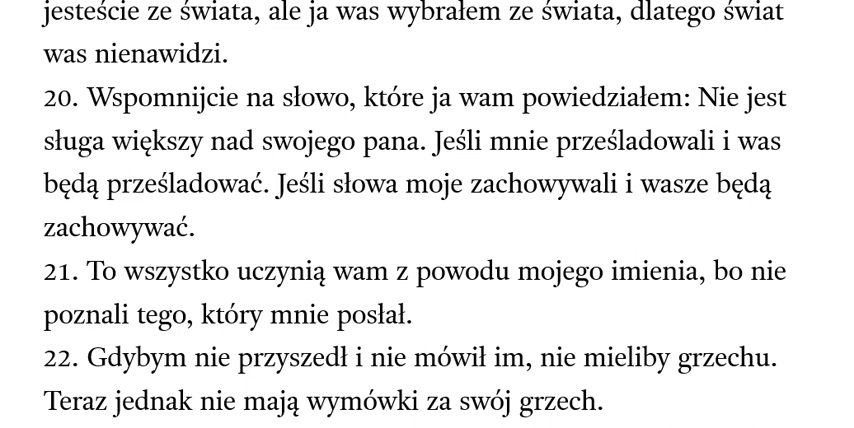 jesteście ze świata, ale ja was wybrałem ze świata, dlatego świat
was nienawidzi.
20. Wspomnijcie na słowo, które ja wam powiedziałem: Nie jest
sługa większy nad swojego pana. Jeśli mnie prześladowali i was
będą prześladować. Jeśli słowa moje zachowywali i wasze będą
zachowywać.
21. To wszystko uczynią wam z powodu mojego imienia, bo nie
poznali tego, który mnie posłał.
22. Gdybym nie przyszedł i nie mówił im, nie mieliby grzechu.
Teraz jednak nie mają wymówki za swój grzech.